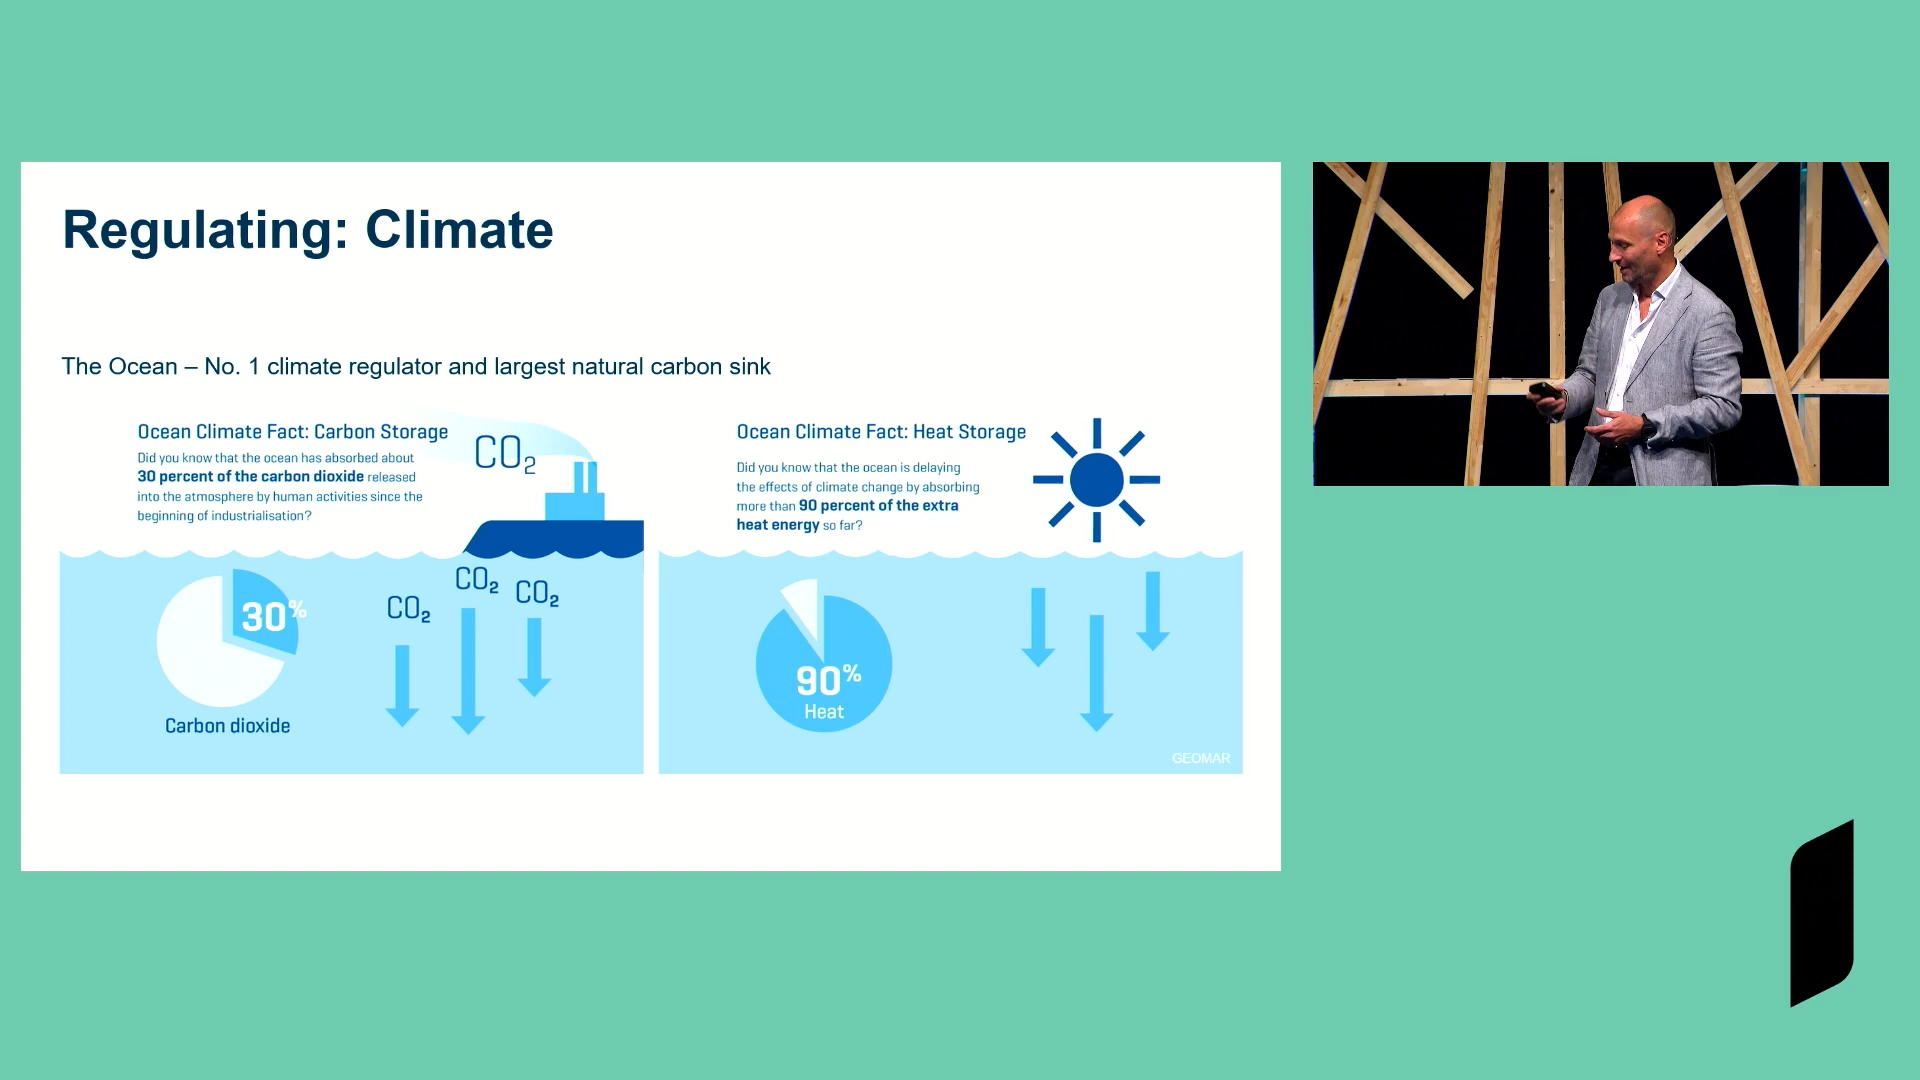 Regulating: Climate
The Ocean – No. 1 climate regulator and largest natural carbon sink
Ocean Climate Fact: Carbon Storage
Did you know that the ocean has absorbed about
30 percent of the carbon dioxide released
into the atmosphere by human activities since the
beginning of industrialisation?
CO₂
CO₂
CO₂
CO₂
30%
Carbon dioxide
Ocean Climate Fact: Heat Storage
Did you know that the ocean is delaying
the effects of climate change by absorbing
more than 90 percent of the extra
heat energy so far?
90%
Heat
GEOMAR